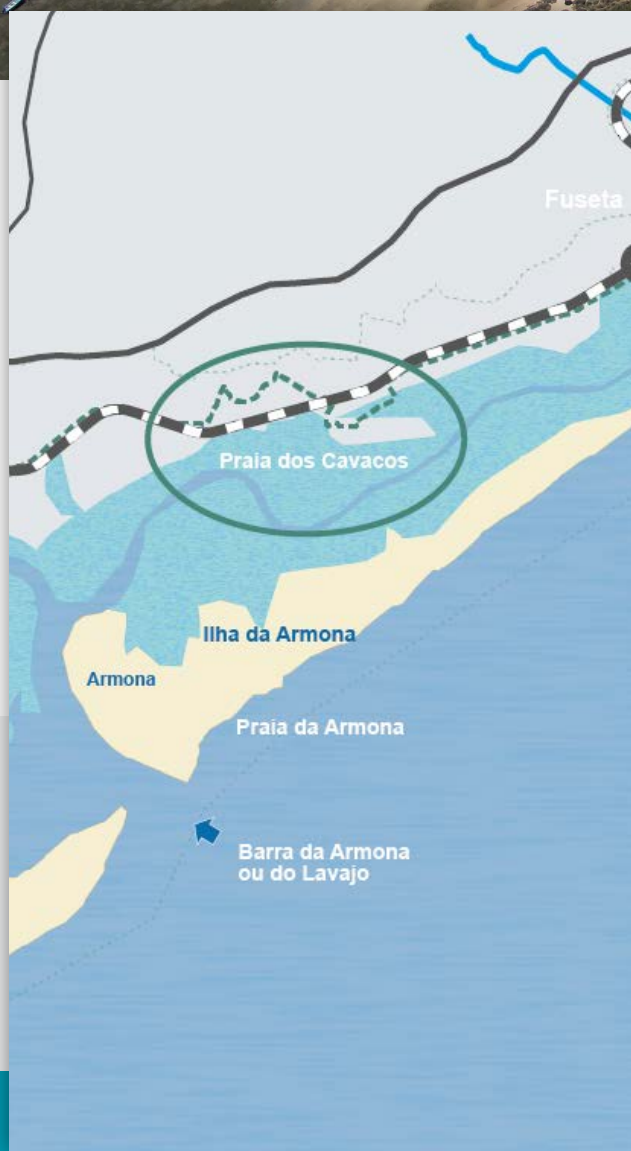 Fuseta
Praia dos Cavacos
Ilha da Armona
Armona
Praia da Armona
Barra da Armona
ou do Lavajo